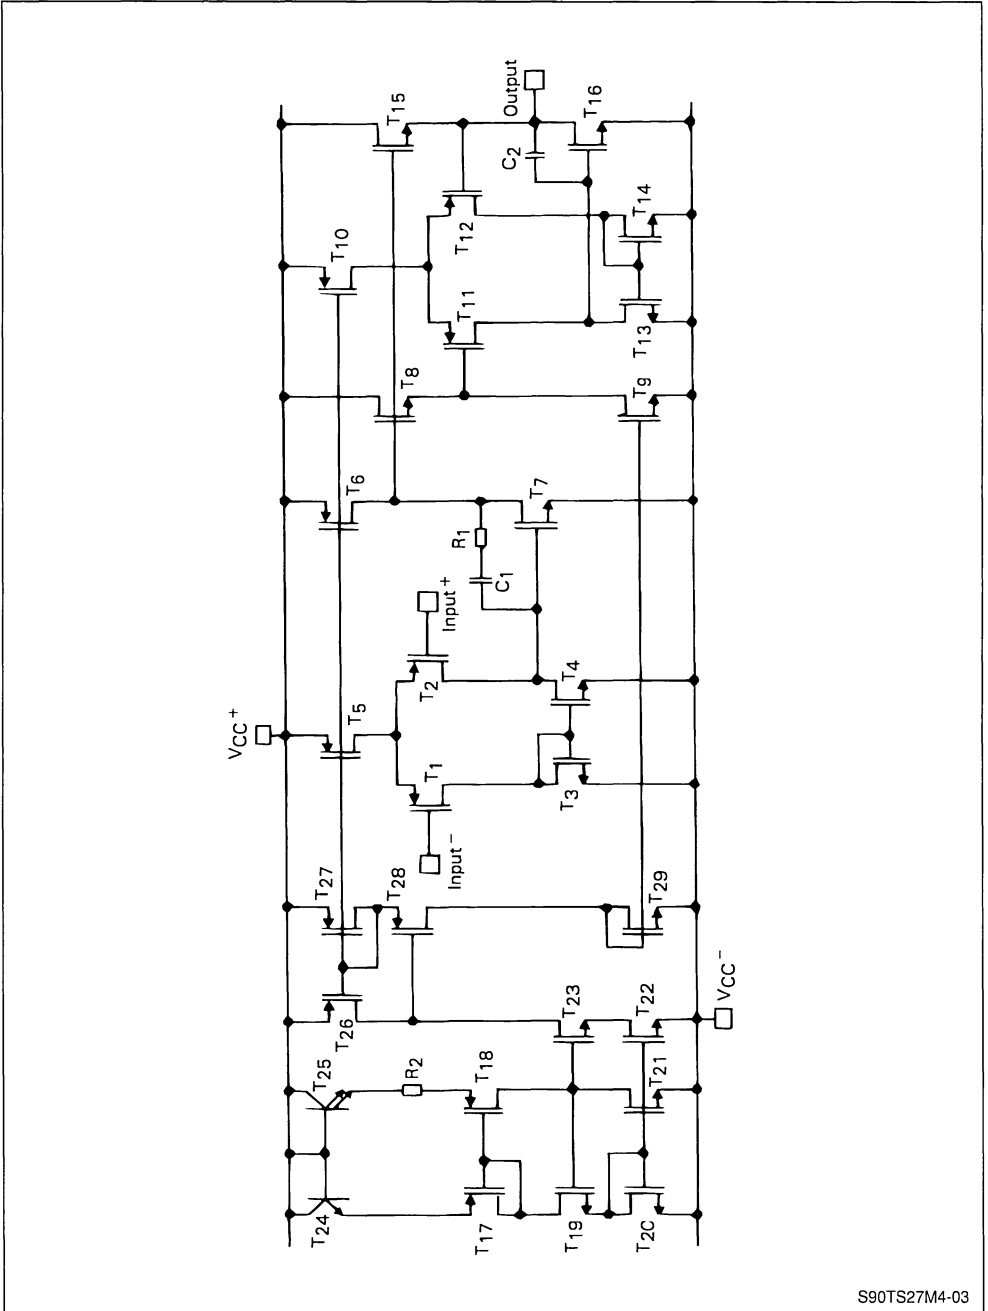 Output
T15
T16
C2
T14
T12
T10
T11
T13
T8
T9
T6
T7
R1
C1
Input+
T4
T2
VCC+
T5
T1
T3
Input-
T27
T28
T29
VCC-
T26
T23
T22
T25
R2
T18
T21
T24
T17
T19
T2C
S90TS27M4-03